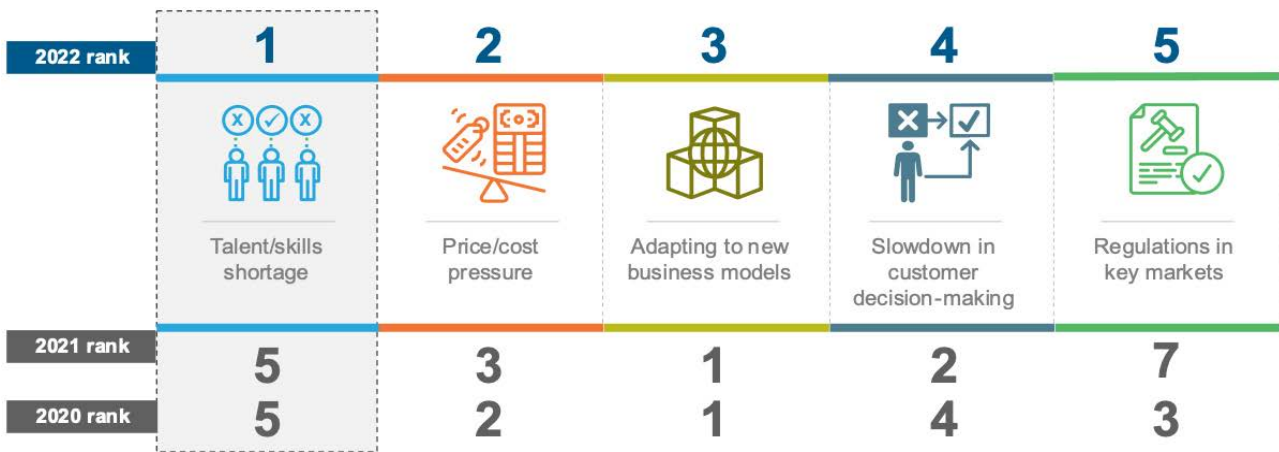 2022 rank
1
2
3
4
5
X
X
X
Talent/skills
shortage
Price/cost
pressure
Adapting to new
business models
Slowdown in
customer
decision-making
Regulations in
key markets
2021 rank
5
3
1
2
7
2020 rank
5
2
1
4
3